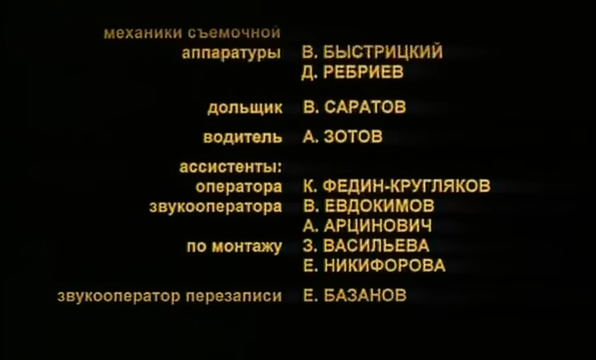 механики съемочной
аппаратуры В. БЫСТРИЦКИЙ
Д. РЕБРИЕВ
дольщик В. САРАТОВ
водитель А. ЗОТОВ
ассистенты:
оператора К. ФЕДИН-КРУГЛЯКОВ
звукооператора В. ЕВДОКИМОВ
А. АРЦИНОВИЧ
по монтажу З. ВАСИЛЬЕВА
Е. НИКИФОРОВА
звукооператор перезаписи Е. БАЗАНОВ